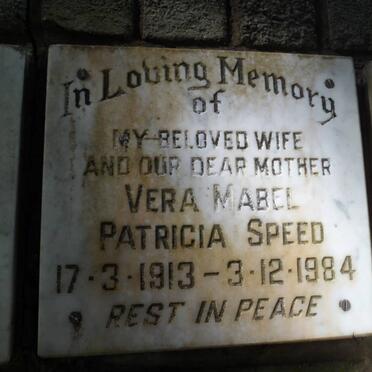 In Loving Memory
of
MY BELOVED WIFE
AND OUR DEAR MOTHER
VERA MABEL
PATRICIA SPEED
17·3·1913–3·12·1984
REST IN PEACE